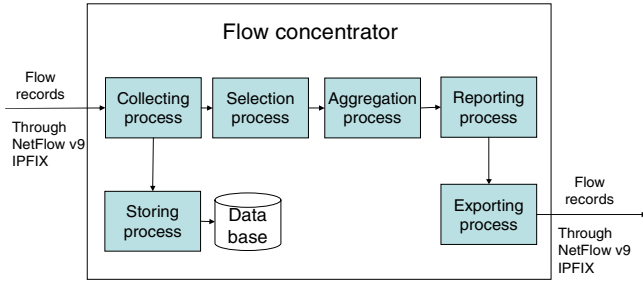 Flow concentrator
Flow
records
Through
NetFlow v9
IPFIX
Collecting
process
Selection
process
Aggregation
process
Reporting
process
Storing
process
Data
base
Exporting
process
Flow
records
Through
NetFlow v9
IPFIX